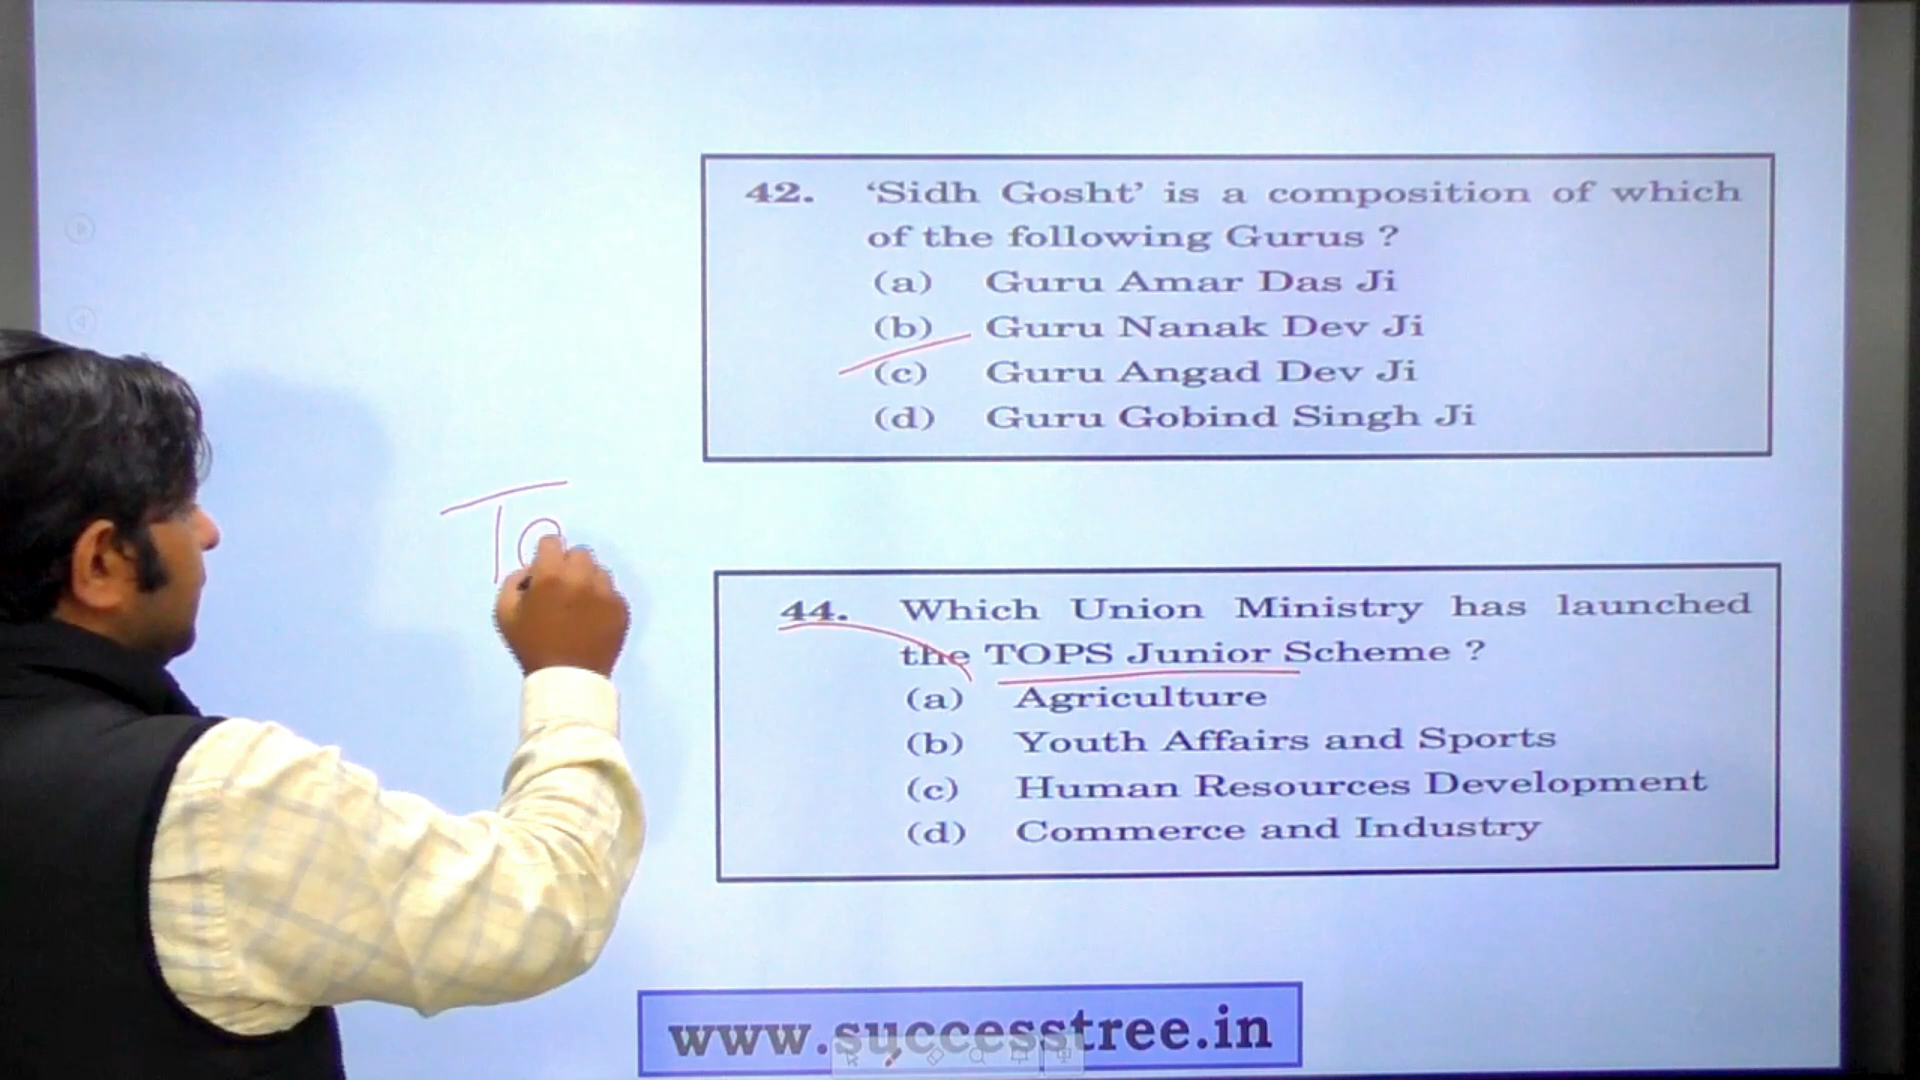 42. ‘Sidh Gosht’ is a composition of which
of the following Gurus ?
(a) Guru Amar Das Ji
(b) Guru Nanak Dev Ji
(c) Guru Angad Dev Ji
(d) Guru Gobind Singh Ji
To
44. Which Union Ministry has launched
the TOPS Junior Scheme ?
(a) Agriculture
(b) Youth Affairs and Sports
(c) Human Resources Development
(d) Commerce and Industry
www.successtree.in